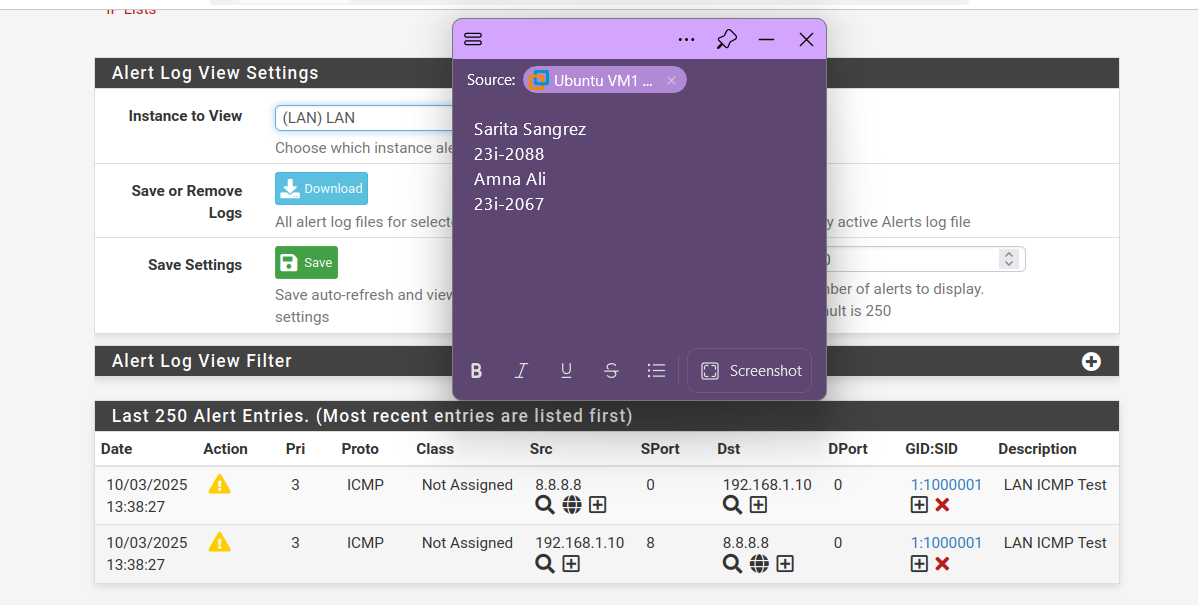 IP Lists
Alert Log View Settings
Instance to View
(LAN) LAN
Choose which instance
Save or Remove Logs
Download
All alert log files for
y active Alerts log file
Save Settings
Save
Save auto-refresh and
settings
of alerts to display.
is 250
Source:
Ubuntu VM1 ...
Sarita Sangrez
23i-2088
Amna Ali
23i-2067
B I U S
Screenshot
Alert Log View Filter
Last 250 Alert Entries. (Most recent entries are listed first)
Date Action Pri Proto Class Src SPort Dst DPort GID:SID Description
10/03/2025 13:38:27 3 ICMP Not Assigned 8.8.8.8 0 192.168.1.10 0 1:1000001 LAN ICMP Test
10/03/2025 13:38:27 3 ICMP Not Assigned 192.168.1.10 8 8.8.8.8 0 1:1000001 LAN ICMP Test